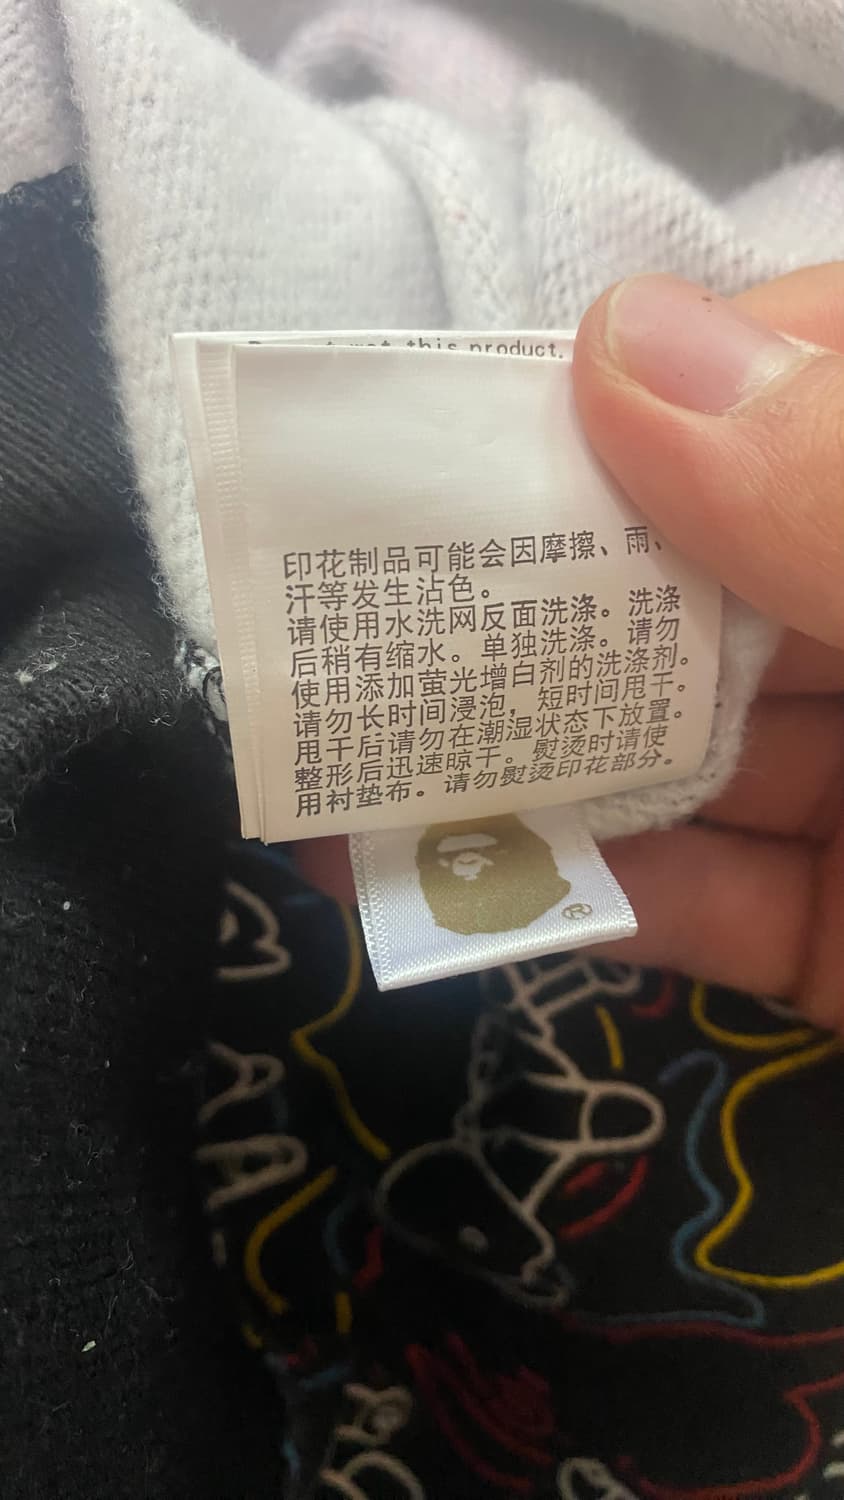 this product.
印花制品可能会因摩擦、雨、
汗等发生沾色。
请使用水洗网反面洗涤。洗涤
后稍有缩水。单独洗涤。请勿
使用添加萤光增白剂的洗涤剂。
请勿长时间浸泡，短时间甩干。
甩干后请勿在潮湿状态下放置。
整形后迅速晾干。熨烫时请使
用衬垫布。请勿熨烫印花部分。
®